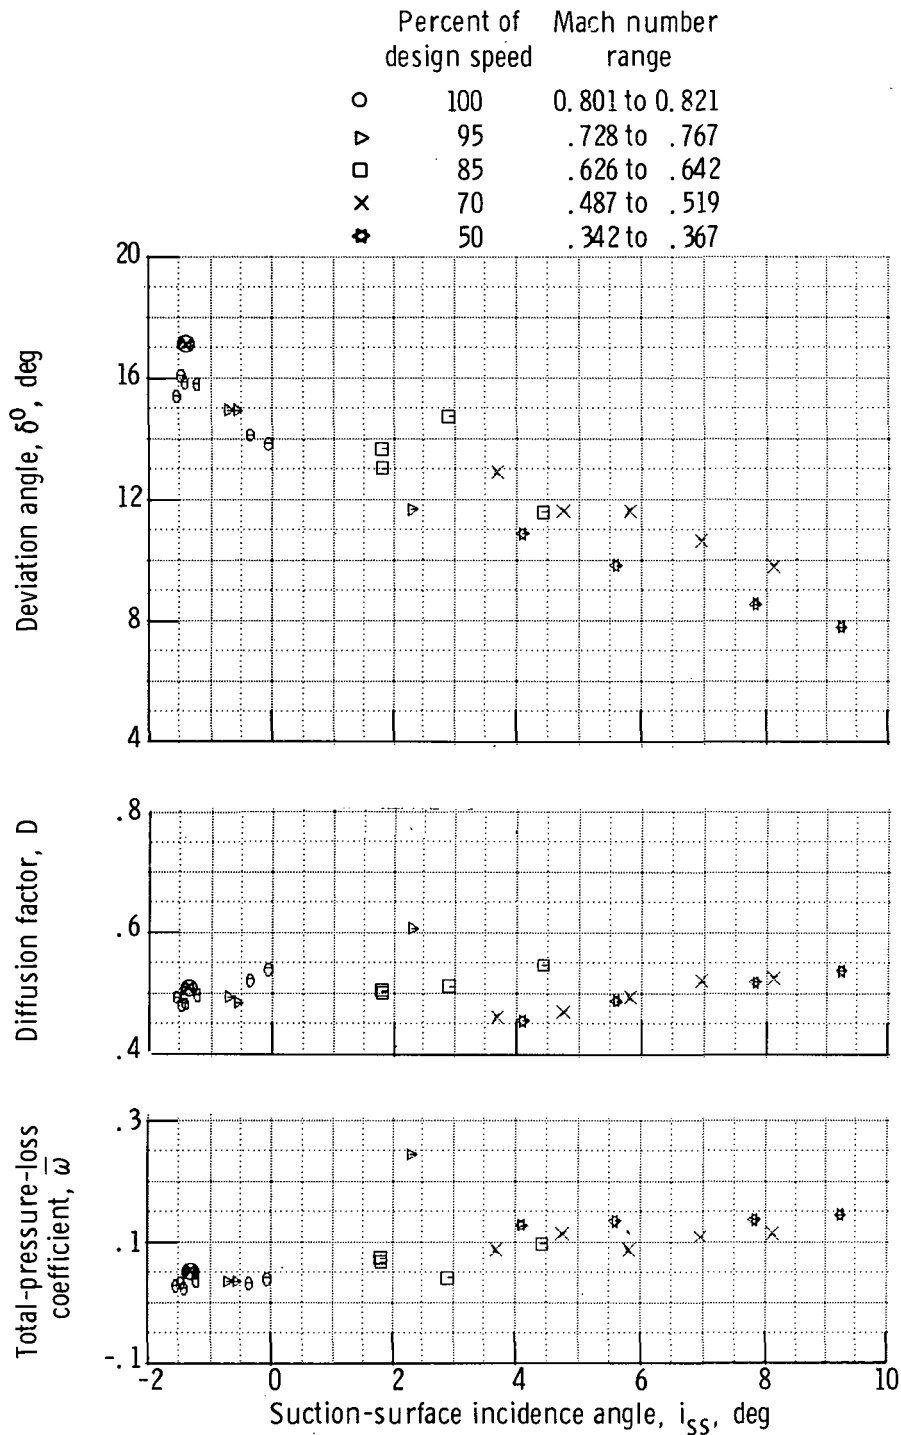 Percent of design speed Mach number range
100 0.801 to 0.821
95 .728 to .767
85 .626 to .642
70 .487 to .519
50 .342 to .367
20
16
12
8
4
Deviation angle, δ°, deg
.8
.6
.4
Diffusion factor, D
.3
.1
-.1
Total-pressure-loss
coefficient, ω̅
-2 0 2 4 6 8 10
Suction-surface incidence angle, i_ss, deg